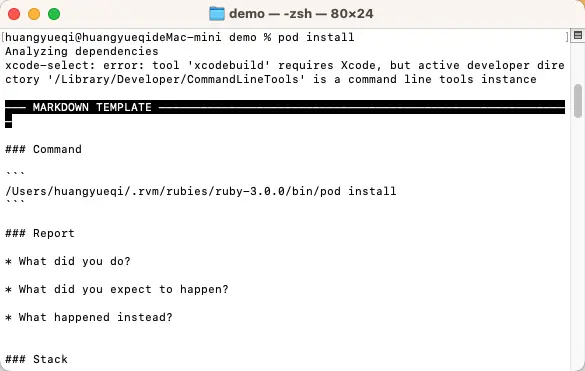 demo — -zsh — 80×24
[huangyueqi@huangyueqideMac-mini demo % pod install ]
Analyzing dependencies
xcode-select: error: tool 'xcodebuild' requires Xcode, but active developer dire
ctory '/Library/Developer/CommandLineTools' is a command line tools instance
――― MARKDOWN TEMPLATE ―――――――――――――――――――――――――――――――――――――――――――――――――――――――――
―
### Command
```
/Users/huangyueqi/.rvm/rubies/ruby-3.0.0/bin/pod install
```
### Report
* What did you do?
* What did you expect to happen?
* What happened instead?
### Stack